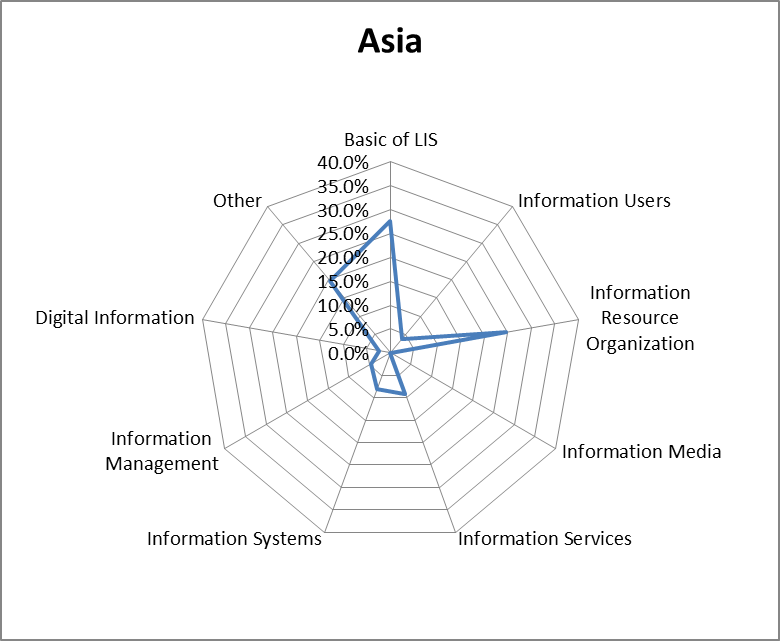 Asia
Basic of LIS
40.0%
35.0%
30.0%
25.0%
20.0%
15.0%
10.0%
5.0%
0.0%
Information Users
Information
Resource
Organization
Information Media
Information Services
Information Systems
Information
Management
Digital Information
Other